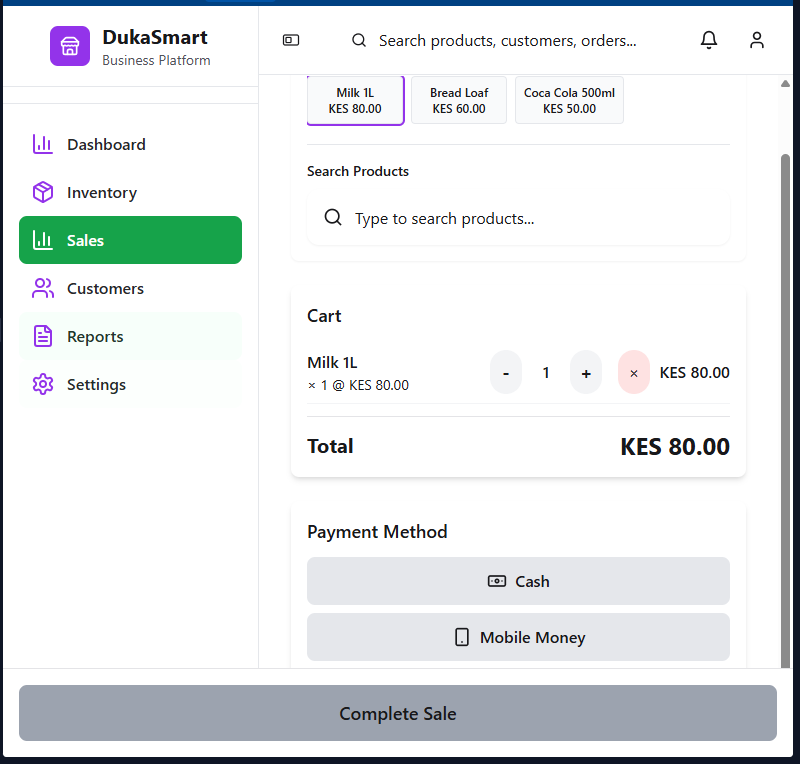 DukaSmart
Business Platform
Search products, customers, orders...
Dashboard
Inventory
Sales
Customers
Reports
Settings
Milk 1L
KES 80.00
Bread Loaf
KES 60.00
Coca Cola 500ml
KES 50.00
Search Products
Type to search products...
Cart
Milk 1L
× 1 @ KES 80.00
- 1 + × KES 80.00
Total KES 80.00
Payment Method
Cash
Mobile Money
Complete Sale